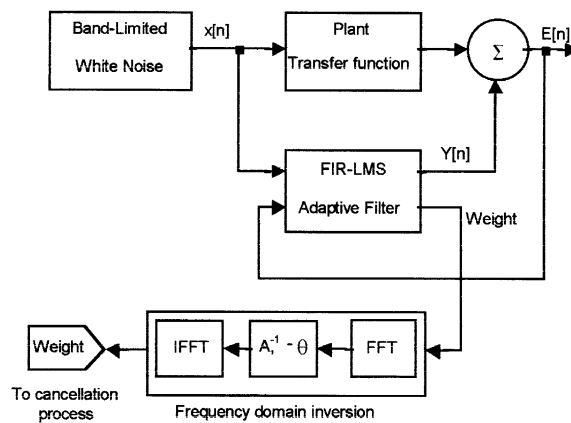 Band-Limited
White Noise
x[n]
Plant
Transfer function
Σ
E[n]
Y[n]
FIR-LMS
Adaptive Filter
Weight
Weight
IFFT
A,⁻¹ - θ
FFT
To cancellation
process
Frequency domain inversion